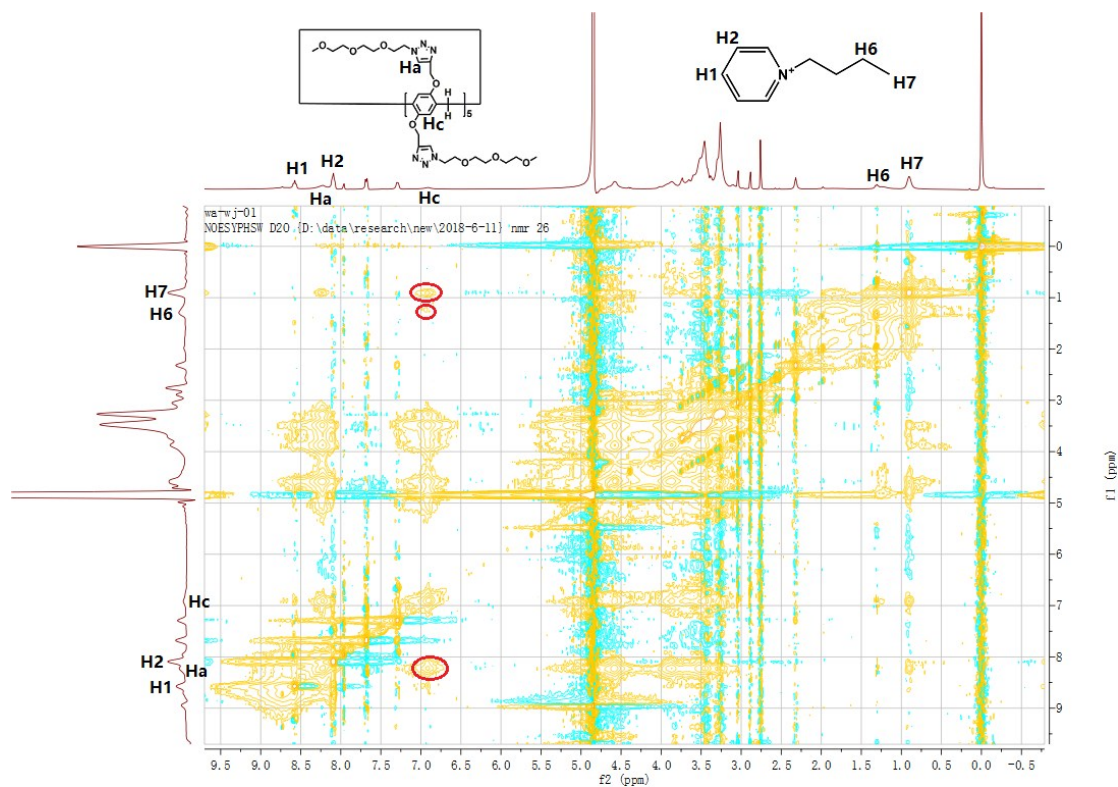 O O O N N N
Ha
O
H
H
5
Hc
O
N N N O O O
H2
H1
N+
H6
H7
H1
H2
Ha
Hc
H6
H7
wa-wj-01
NOESYPHSW D2O {D:\data\research\new\2018-6-11} nmr 26
H7
H6
Hc
H2
Ha
H1
0
1
2
3
4
5
6
7
8
9
f1 (ppm)
9.5 9.0 8.5 8.0 7.5 7.0 6.5 6.0 5.5 5.0 4.5 4.0 3.5 3.0 2.5 2.0 1.5 1.0 0.5 0.0 -0.5
f2 (ppm)